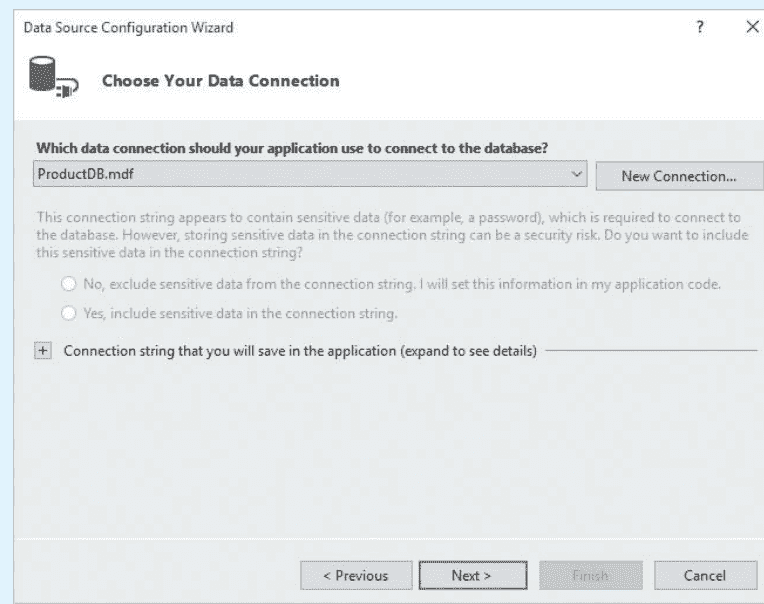 Data Source Configuration Wizard
?
Choose Your Data Connection
Which data connection should your application use to connect to the database?
ProductDB.mdf
New Connection...
This connection string appears to contain sensitive data (for example, a password), which is required to connect to
the database. However, storing sensitive data in the connection string can be a security risk. Do you want to include
this sensitive data in the connection string?
No, exclude sensitive data from the connection string. I will set this information in my application code.
Yes, include sensitive data in the connection string.
+ Connection string that you will save in the application (expand to see details)
< Previous
Next >
Finish
Cancel